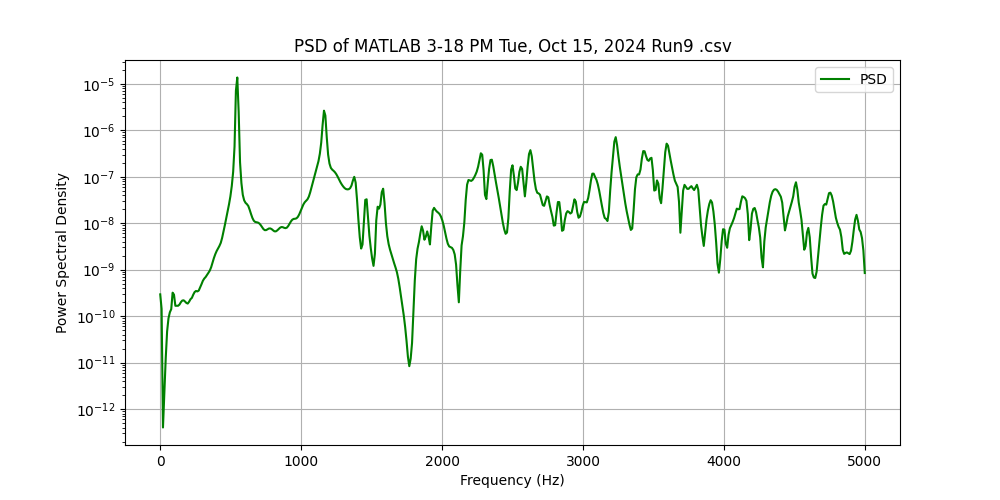 PSD of MATLAB 3-18 PM Tue, Oct 15, 2024 Run9 .csv
PSD
Power Spectral Density
10⁻⁵
10⁻⁶
10⁻⁷
10⁻⁸
10⁻⁹
10⁻¹⁰
10⁻¹¹
10⁻¹²
0 1000 2000 3000 4000 5000
Frequency (Hz)